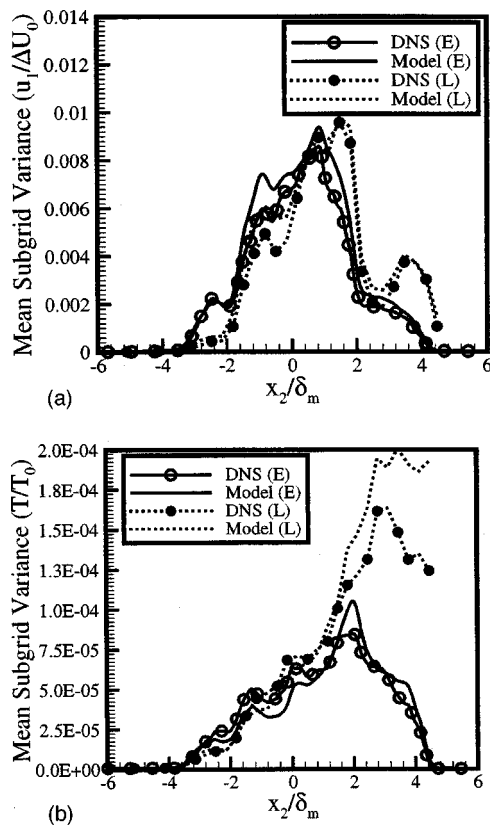 0.014
0.012
0.01
0.008
0.006
0.004
0.002
0
Mean Subgrid Variance (u₁/ΔU₀)
DNS (E)
Model (E)
DNS (L)
Model (L)
-6 -4 -2 0 2 4 6
x₂/δₘ
(a)
2.0E-04
1.7E-04
1.5E-04
1.3E-04
1.0E-04
7.5E-05
5.0E-05
2.5E-05
0.0E+00
Mean Subgrid Variance (T/T₀)
DNS (E)
Model (E)
DNS (L)
Model (L)
-6 -4 -2 0 2 4 6
x₂/δₘ
(b)